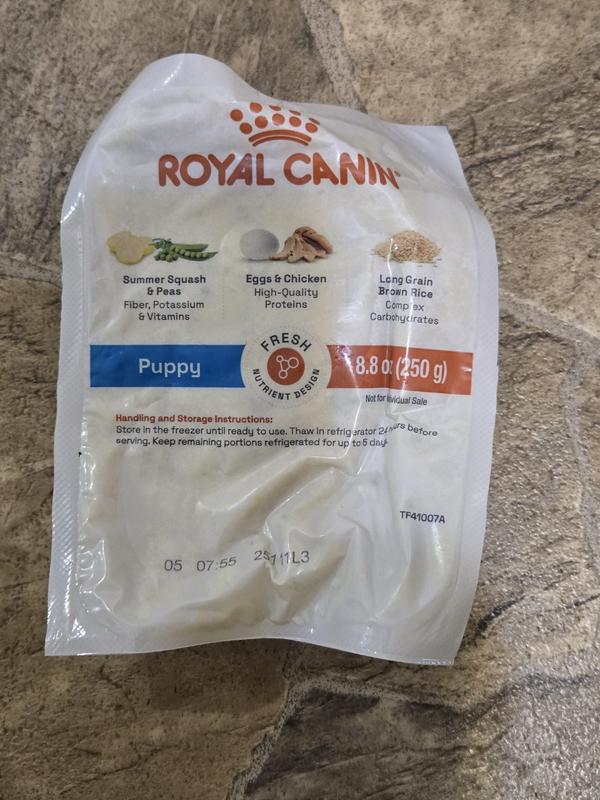 ROYAL CANIN
Summer Squash
& Peas
Fiber, Potassium
& Vitamins
Eggs & Chicken
High-Quality
Proteins
Long Grain
Brown Rice
Complex
Carbohydrates
Puppy
FRESH
NUTRIENT DESIGN
8.8 oz (250 g)
Not for Individual Sale
Handling and Storage Instructions:
Store in the freezer until ready to use. Thaw in refrigerator 24 hours before
serving. Keep remaining portions refrigerated for up to 5 days
TF41007A
05 07:55